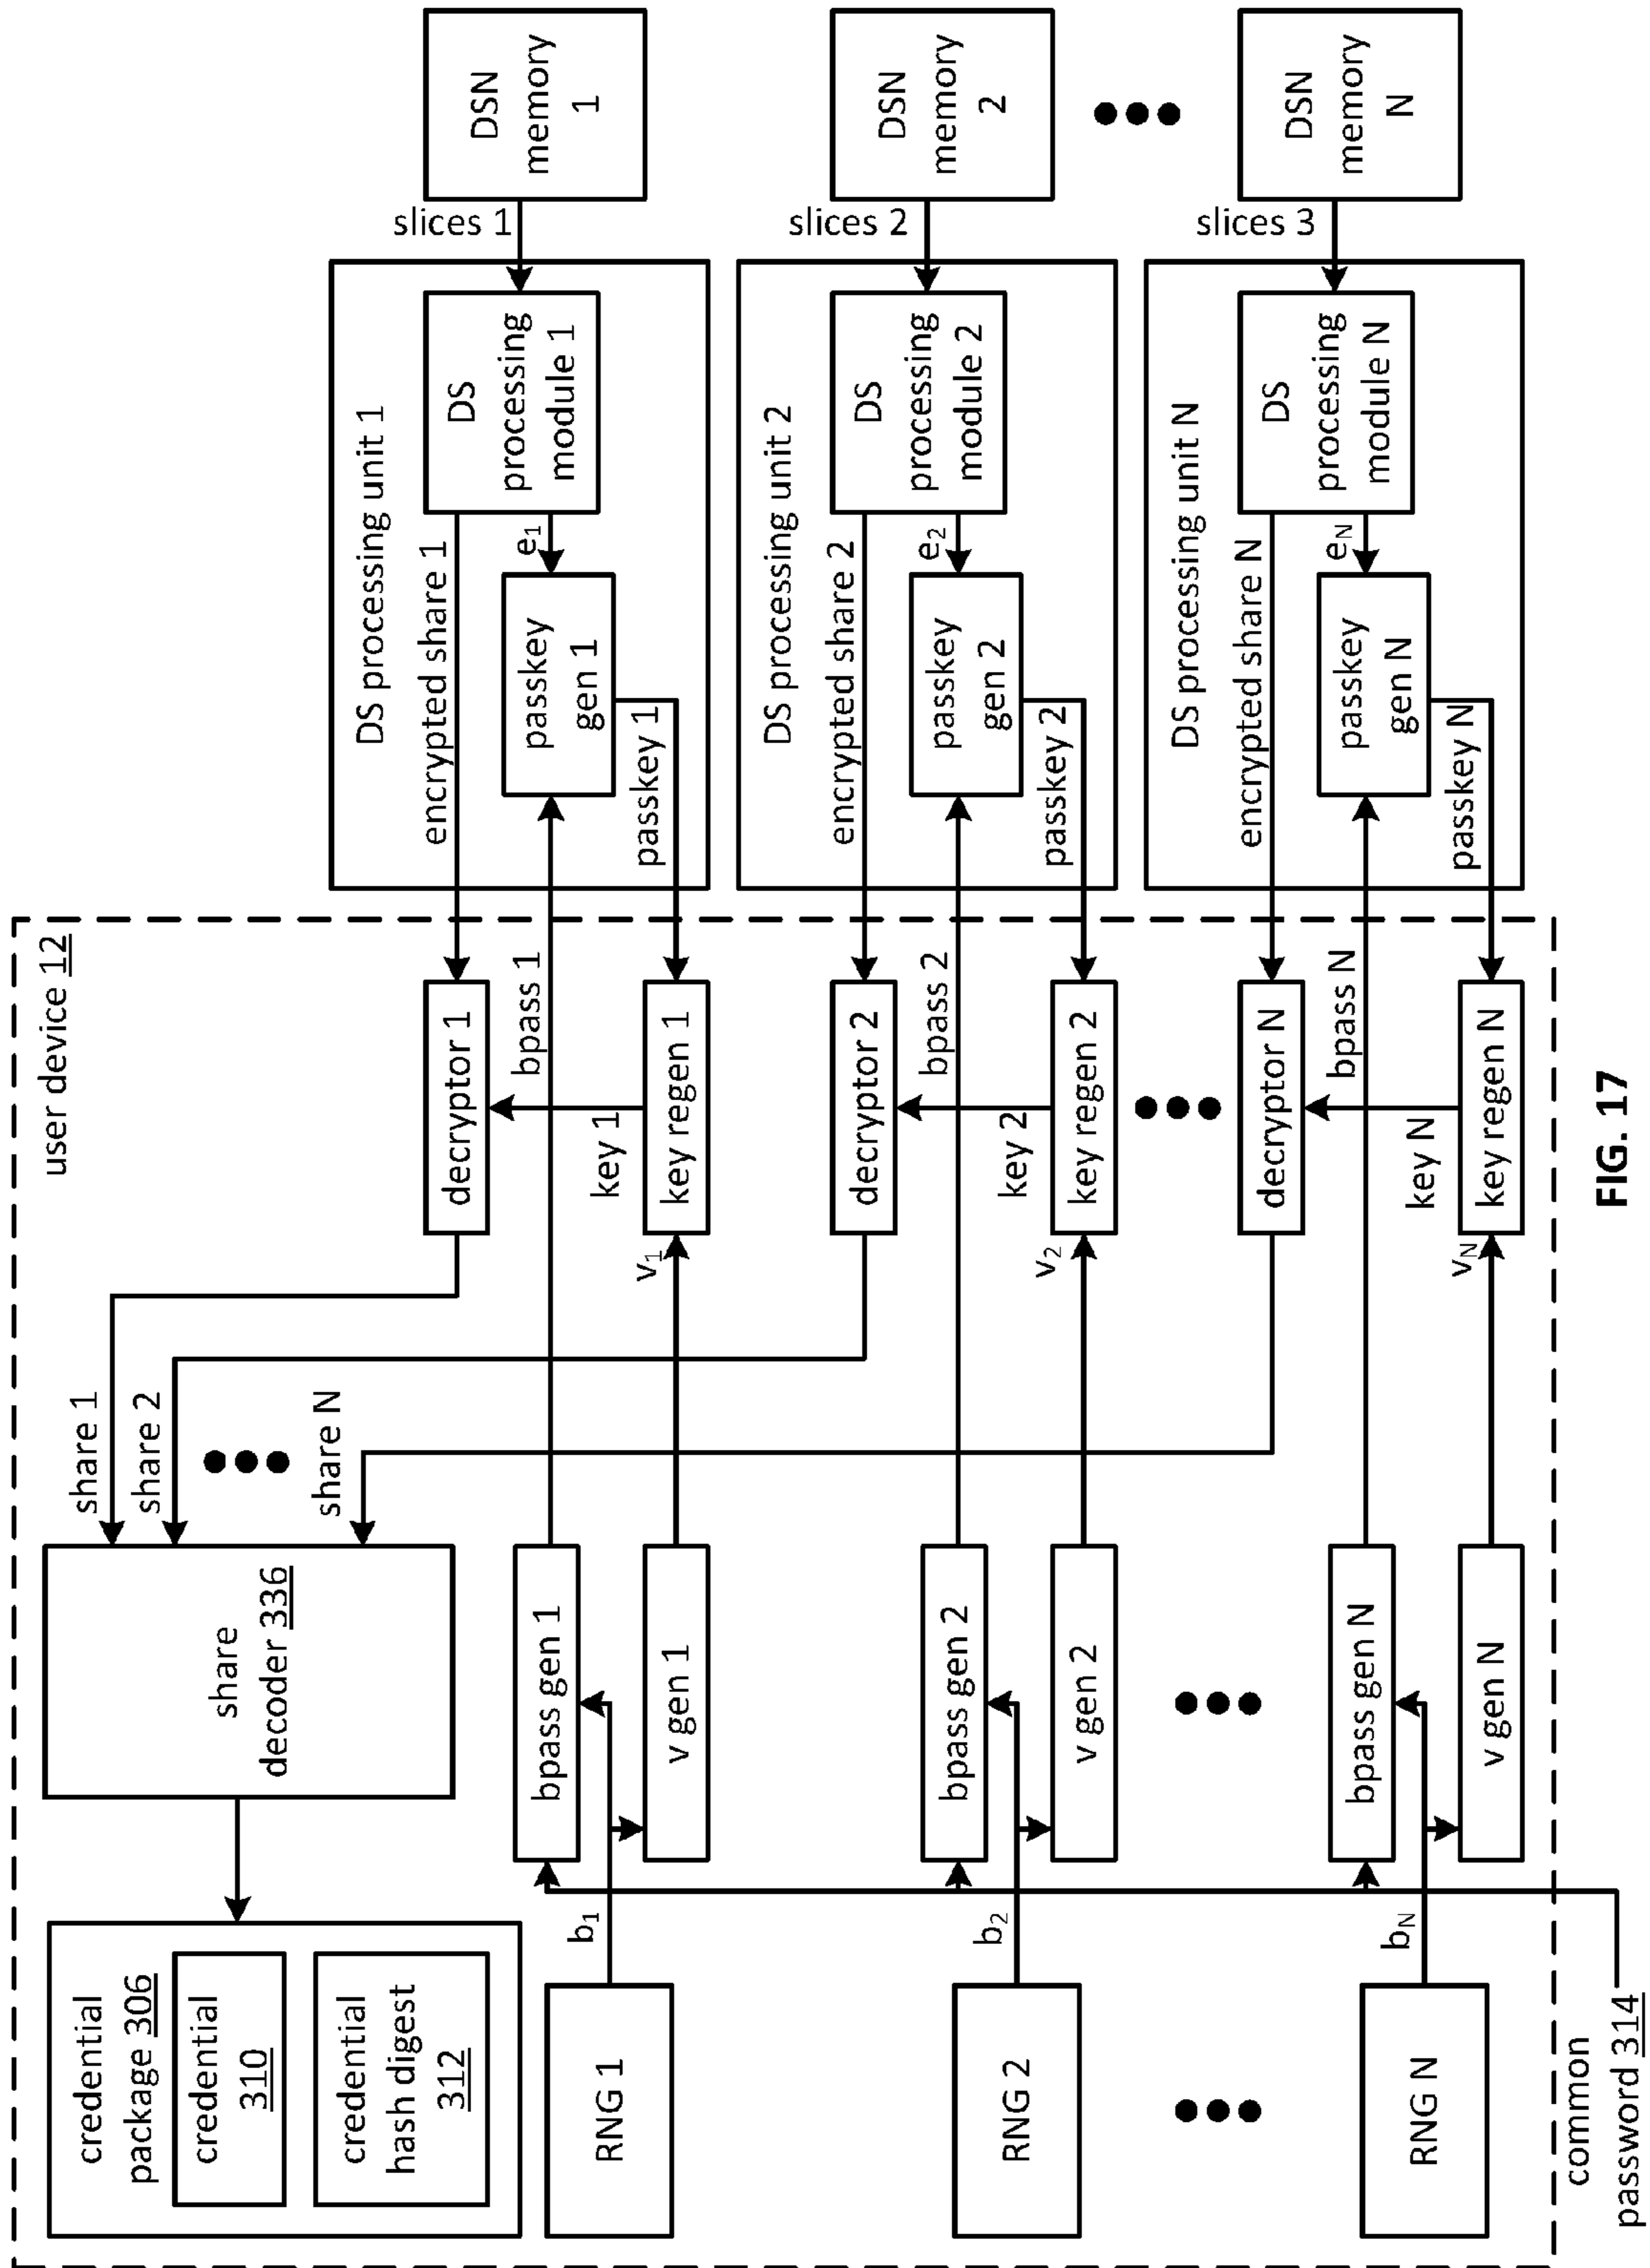 user device 12
credential
package 306
credential
310
credential
hash digest
312
share
decoder 336
share 1
share 2
share N
decryptor 1
encrypted share 1
DS processing unit 1
DS
processing
module 1
slices 1
DSN
memory
1
RNG 1
b1
bpass gen 1
v gen 1
v1
bpass 1
key 1
key regen 1
passkey 1
passkey
gen 1
e1
decryptor 2
encrypted share 2
DS processing unit 2
DS
processing
module 2
slices 2
DSN
memory
2
RNG 2
b2
bpass gen 2
v gen 2
v2
bpass 2
key 2
key regen 2
passkey 2
passkey
gen 2
e2
decryptor N
encrypted share N
DS processing unit N
DS
processing
module N
slices 3
DSN
memory
N
RNG N
bN
bpass gen N
v gen N
vN
bpass N
key N
key regen N
passkey N
passkey
gen N
eN
common
password 314
FIG. 17